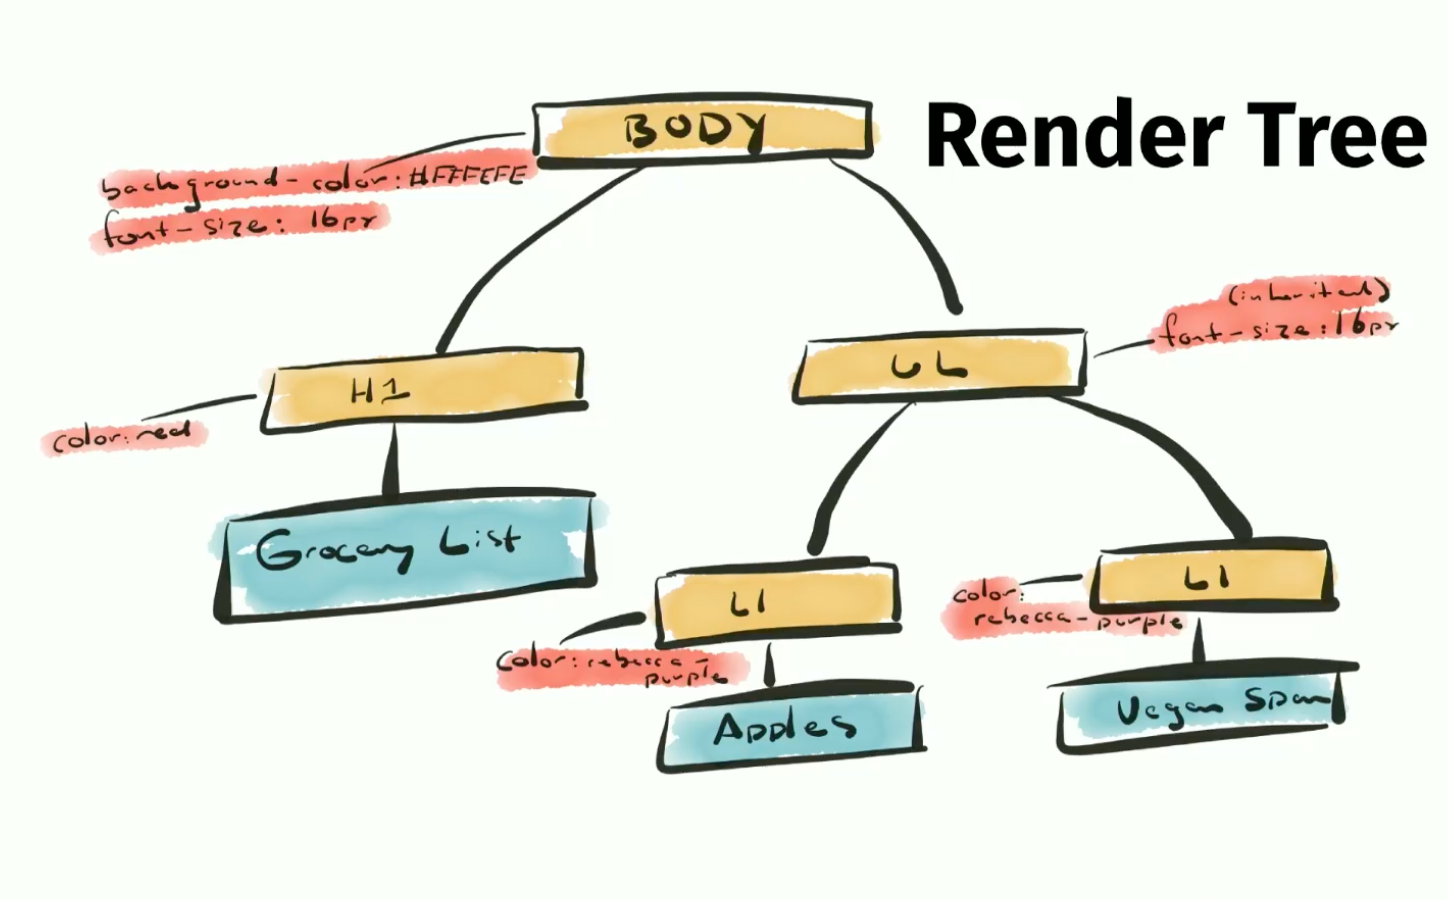 BODY
Render Tree
background-color: #FFFEFE
font-size: 16px
(inherited)
font-size: 16px
UL
H1
color: red
Grocery List
LI
color:
rebecca-purple
LI
color: rebecca-
purple
Vegan Spam
Apples